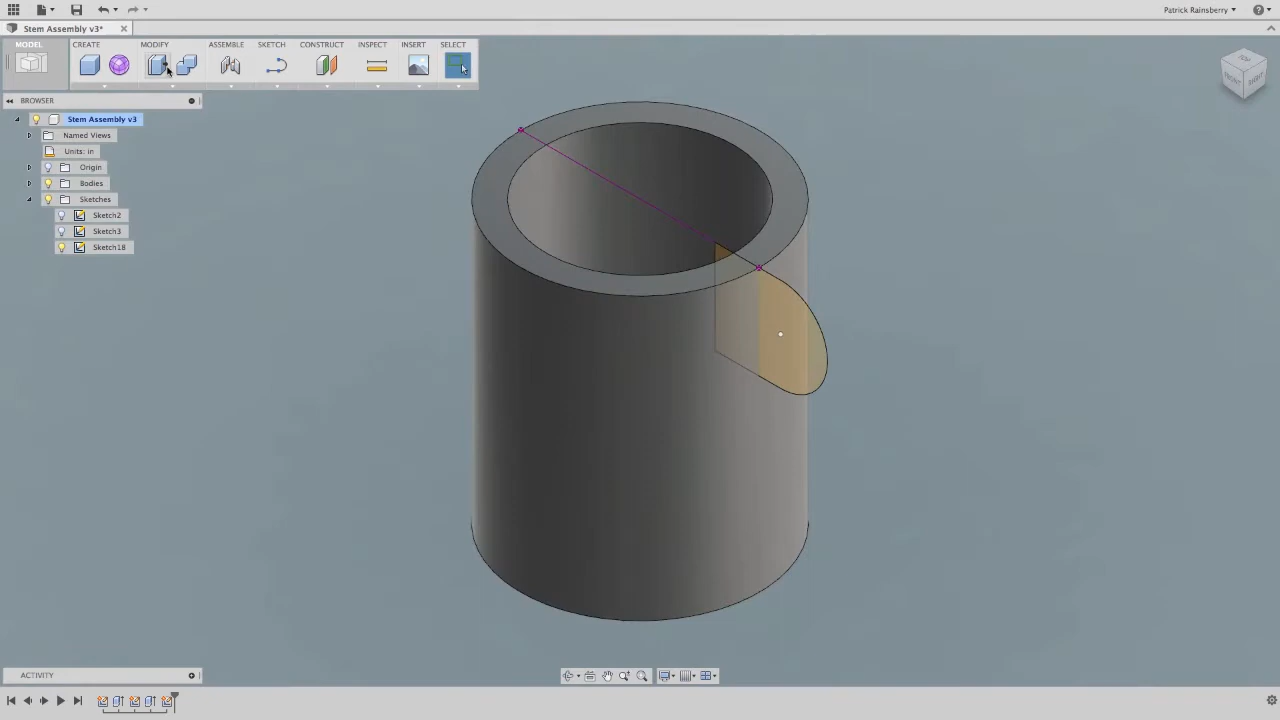 Patrick Rainsberry
Stem Assembly v3*
MODEL
CREATE
MODIFY
ASSEMBLE
SKETCH
CONSTRUCT
INSPECT
INSERT
SELECT
BROWSER
Stem Assembly v3
Named Views
Units: in
Origin
Bodies
Sketches
Sketch2
Sketch3
Sketch18
ACTIVITY